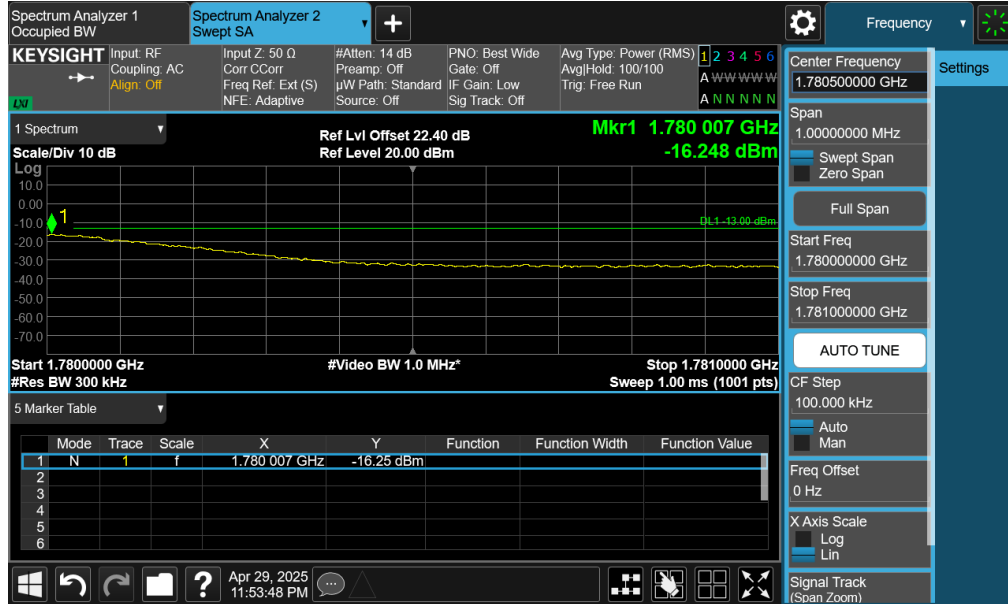 Spectrum Analyzer 1
Occupied BW
Spectrum Analyzer 2
Swept SA
Frequency
KEYSIGHT
LXI
Input: RF
Coupling: AC
Align: Off
Input Z: 50 Ω
Corr CCorr
Freq Ref: Ext (S)
NFE: Adaptive
#Atten: 14 dB
Preamp: Off
µW Path: Standard
Source: Off
PNO: Best Wide
Gate: Off
IF Gain: Low
Sig Track: Off
Avg Type: Power (RMS)
Avg|Hold: 100/100
Trig: Free Run
1 2 3 4 5 6
A W W W W W
A N N N N N
1 Spectrum
Scale/Div 10 dB
Ref Lvl Offset 22.40 dB
Ref Level 20.00 dBm
Mkr1 1.780 007 GHz
-16.248 dBm
Log
10.0
0.00
-10.0
-20.0
-30.0
-40.0
-50.0
-60.0
-70.0
1
DL1 -13.00 dBm
Start 1.7800000 GHz
#Video BW 1.0 MHz*
Stop 1.7810000 GHz
#Res BW 300 kHz
Sweep 1.00 ms (1001 pts)
5 Marker Table
Mode Trace Scale X Y Function Function Width Function Value
1 N 1 f 1.780 007 GHz -16.25 dBm
2
3
4
5
6
Center Frequency
1.780500000 GHz
Span
1.00000000 MHz
Swept Span
Zero Span
Full Span
Start Freq
1.780000000 GHz
Stop Freq
1.781000000 GHz
AUTO TUNE
CF Step
100.000 kHz
Auto
Man
Freq Offset
0 Hz
X Axis Scale
Log
Lin
Signal Track
(Span Zoom)
Settings
?
Apr 29, 2025
11:53:48 PM